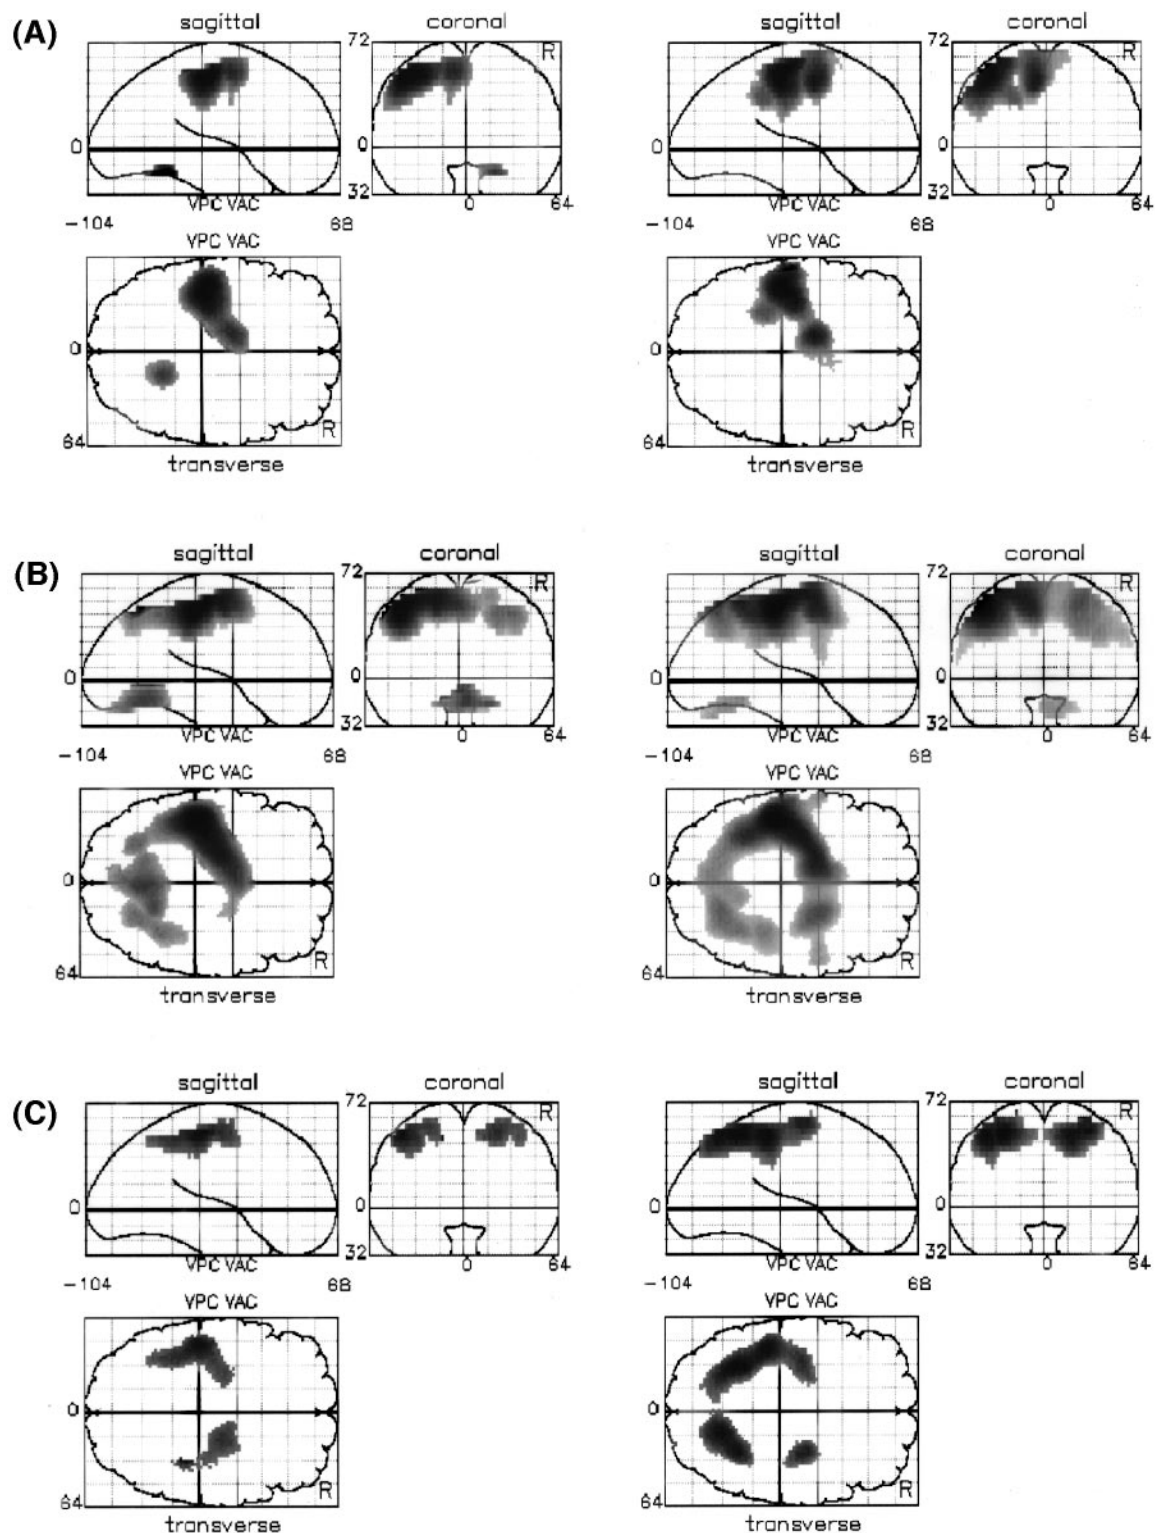 (A)
sagittal coronal sagittal coronal
72 R 72 R
0 0 0 0
32 32
VPC VAC 0 64 VPC VAC 0 64
-104 68 -104 68
VPC VAC VPC VAC
0 0
64 R 64 R
transverse transverse
(B)
sagittal coronal sagittal coronal
72 R 72 R
0 0 0 0
32 32
VPC VAC 0 64 VPC VAC 0 64
-104 68 -104 68
VPC VAC VPC VAC
0 0
64 R 64 R
transverse transverse
(C)
sagittal coronal sagittal coronal
72 R 72 R
0 0 0 0
32 32
VPC VAC 0 64 VPC VAC 0 64
-104 68 -104 68
VPC VAC VPC VAC
0 0
64 R 64 R
transverse transverse